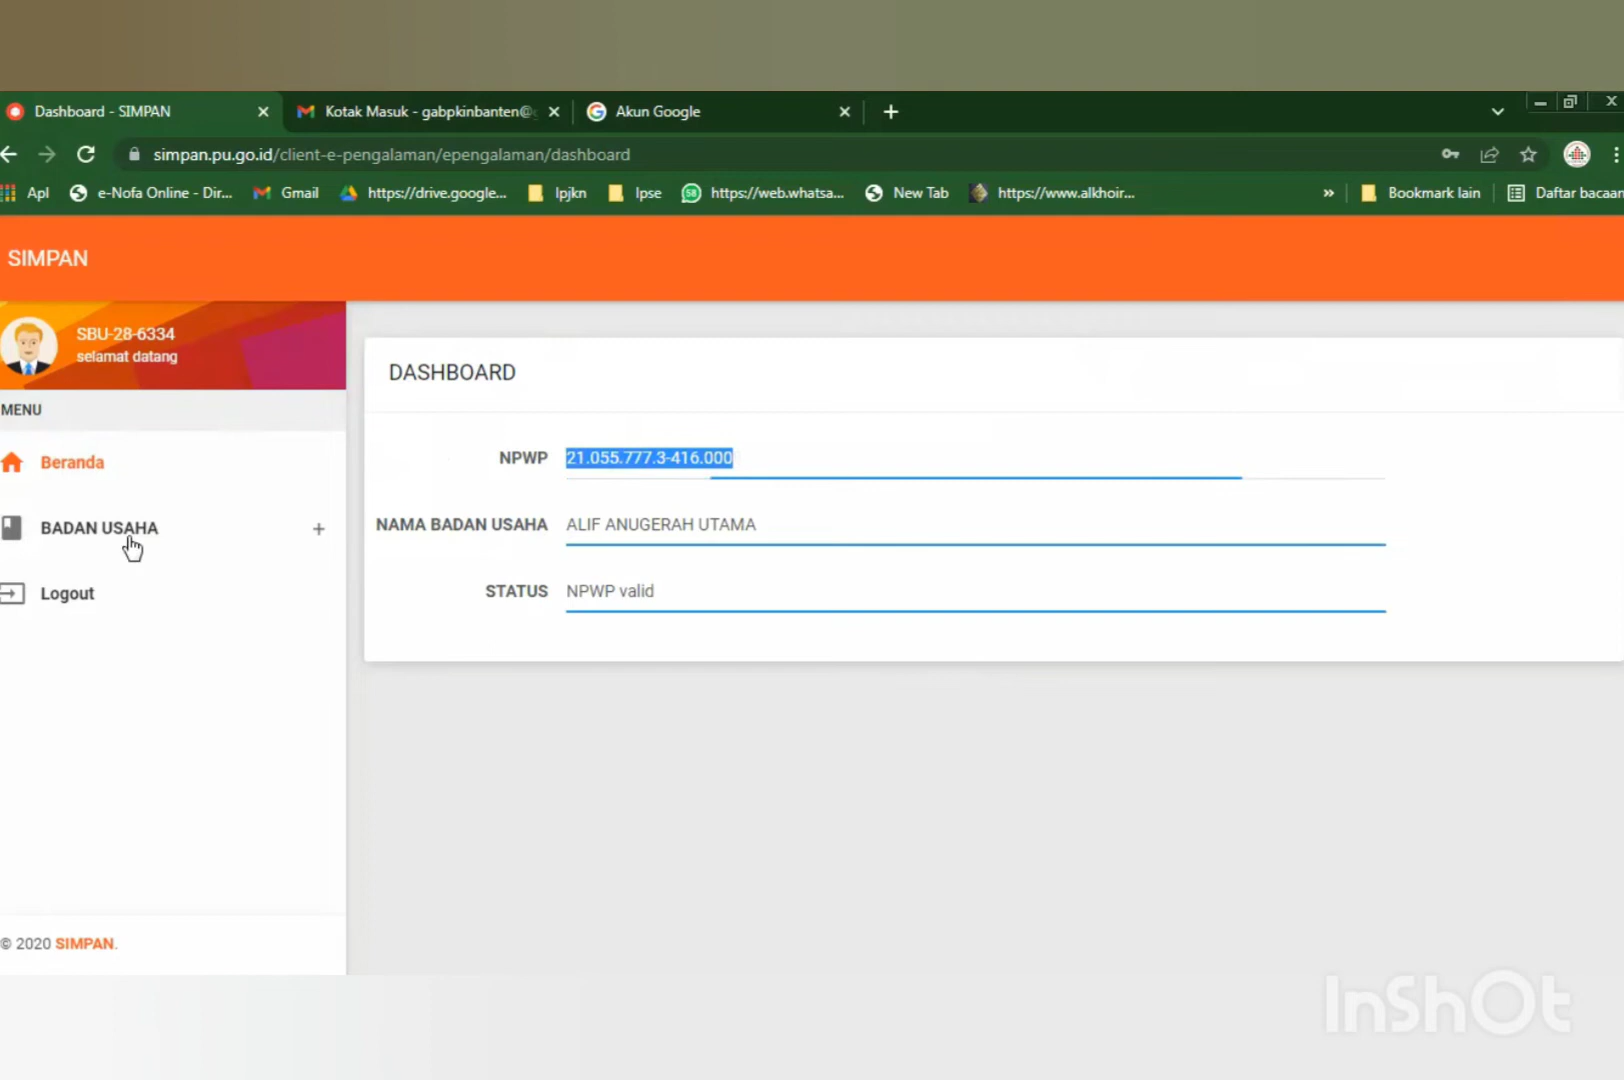 Dashboard - SIMPAN
Kotak Masuk - gabpkinbanten@
Akun Google
simpan.pu.go.id/client-e-pengalaman/epengalaman/dashboard
Apl
e-Nofa Online - Dir...
Gmail
https://drive.google...
lpjkn
lpse
58
https://web.whatsa...
New Tab
https://www.alkhoir...
»
Bookmark lain
Daftar bacaan
SIMPAN
SBU-28-6334
selamat datang
MENU
Beranda
BADAN USAHA +
Logout
© 2020 SIMPAN.
DASHBOARD
NPWP 21.055.777.3-416.000
NAMA BADAN USAHA ALIF ANUGERAH UTAMA
STATUS NPWP valid
InShOt